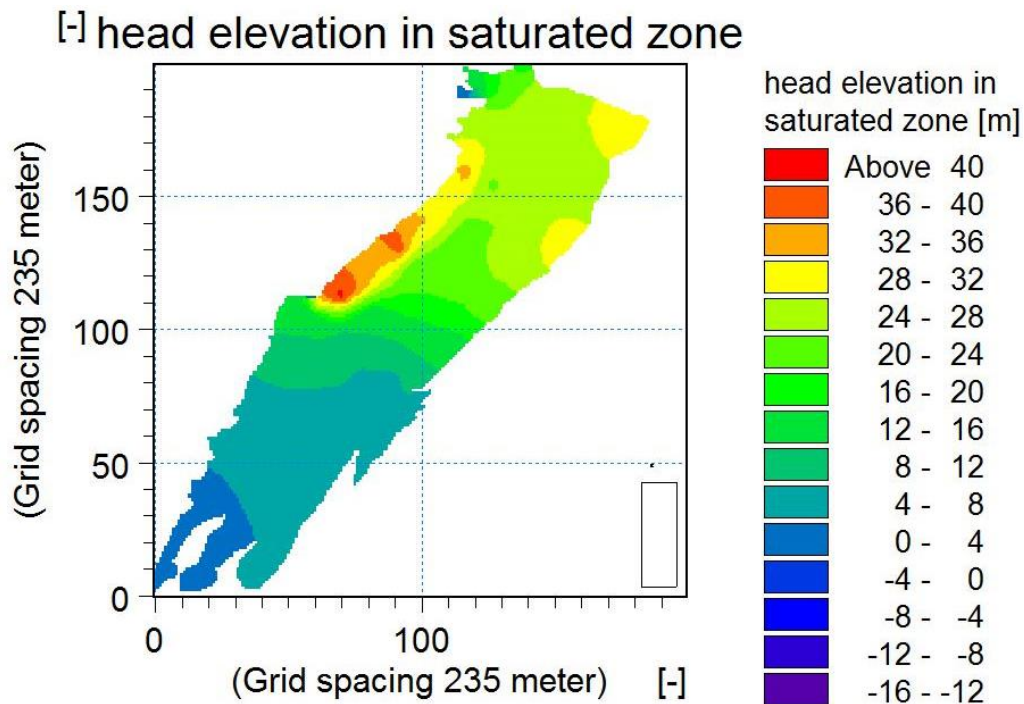 [-] head elevation in saturated zone
(Grid spacing 235 meter)
150
100
50
0
0
100
(Grid spacing 235 meter) [-]
head elevation in
saturated zone [m]
Above 40
36 - 40
32 - 36
28 - 32
24 - 28
20 - 24
16 - 20
12 - 16
8 - 12
4 - 8
0 - 4
-4 - 0
-8 - -4
-12 - -8
-16 - -12